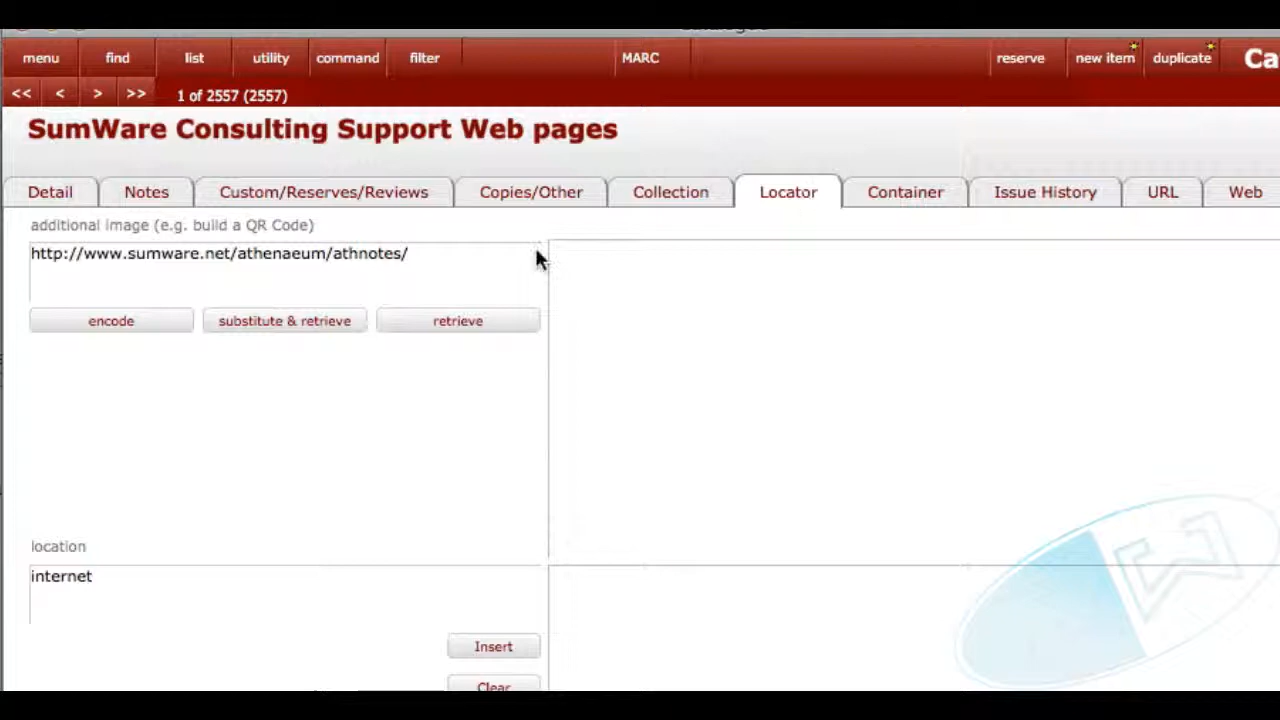 menu find list utility command filter MARC reserve new item duplicate Ca
<< < > >> 1 of 2557 (2557)
SumWare Consulting Support Web pages
Detail Notes Custom/Reserves/Reviews Copies/Other Collection Locator Container Issue History URL Web
additional image (e.g. build a QR Code)
http://www.sumware.net/athenaeum/athnotes/
encode substitute & retrieve retrieve
location
internet
Insert
Clear